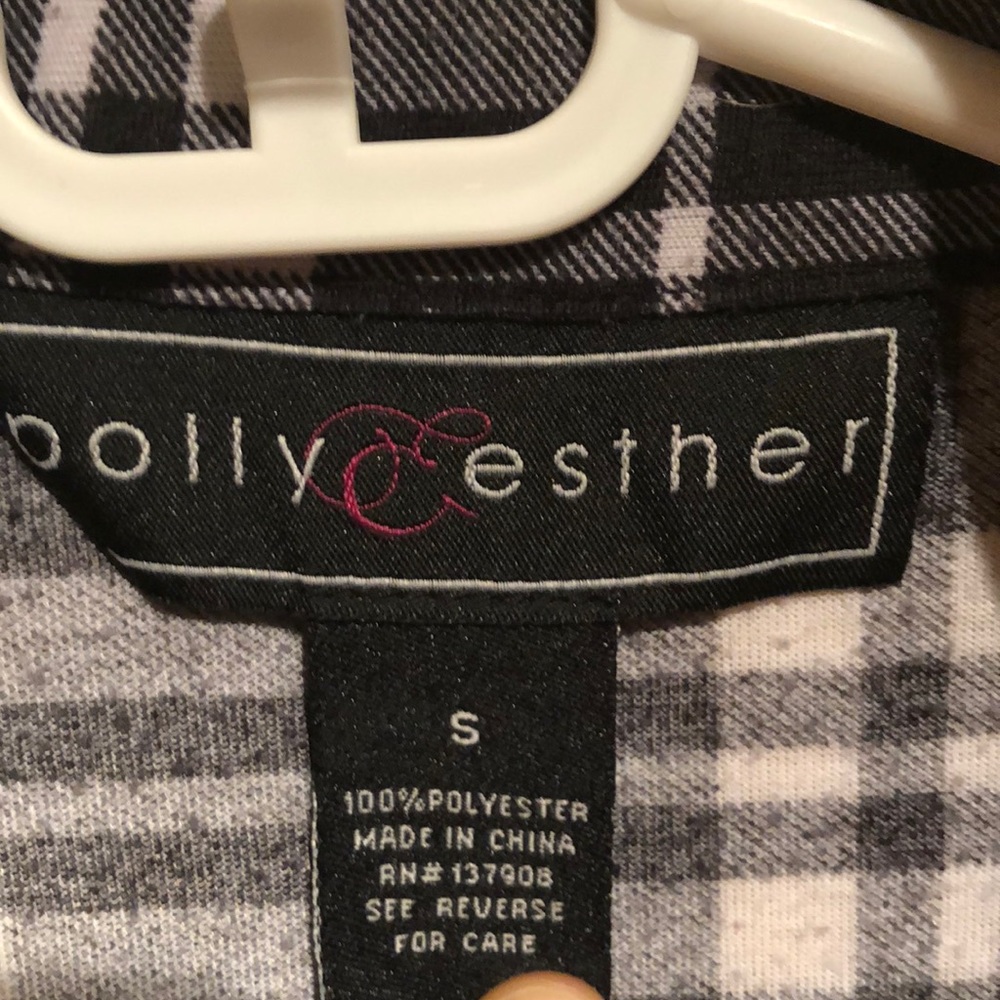 polly & esther
S
100%POLYESTER
MADE IN CHINA
RN#137908
SEE REVERSE
FOR CARE